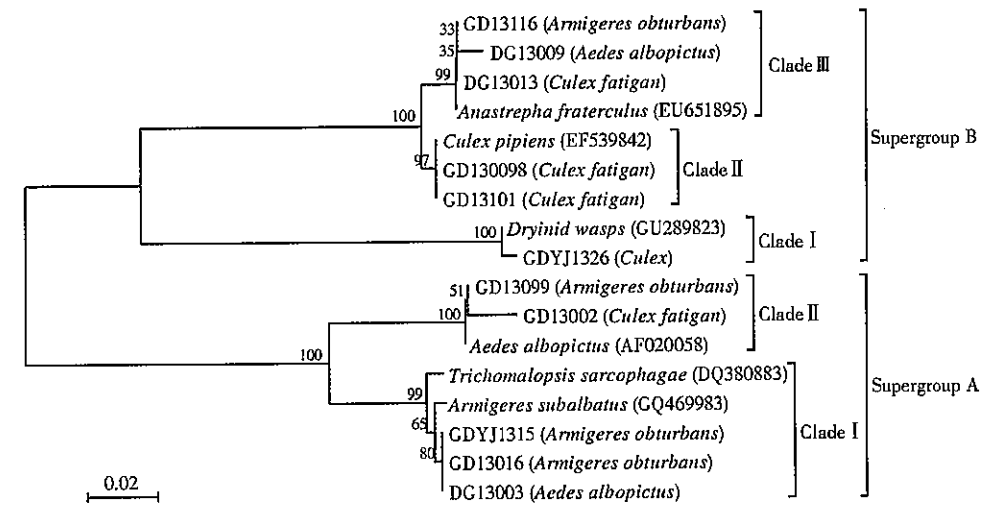 33
GD13116 (Armigeres obturbans)
35
DG13009 (Aedes albopictus)
Clade Ⅲ
99
DG13013 (Culex fatigan)
Anastrepha fraterculus (EU651895)
100
Supergroup B
Culex pipiens (EF539842)
97
GD130098 (Culex fatigan)
Clade Ⅱ
GD13101 (Culex fatigan)
100
Dryinid wasps (GU289823)
Clade Ⅰ
GDYJ1326 (Culex)
51
GD13099 (Armigeres obturbans)
100
GD13002 (Culex fatigan)
Clade Ⅱ
Aedes albopictus (AF020058)
100
Trichomalopsis sarcophagae (DQ380883)
Supergroup A
99
Armigeres subalbatus (GQ469983)
65
GDYJ1315 (Armigeres obturbans)
Clade Ⅰ
80
GD13016 (Armigeres obturbans)
DG13003 (Aedes albopictus)
0.02